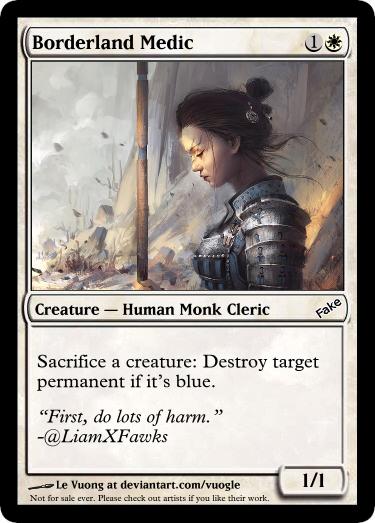 Borderland Medic 1
Creature — Human Monk Cleric Fake
Sacrifice a creature: Destroy target
permanent if it's blue.
“First, do lots of harm.”
-@LiamXFawks
Le Vuong at deviantart.com/vuogle
1/1
Not for sale ever. Please check out artists if you like their work.